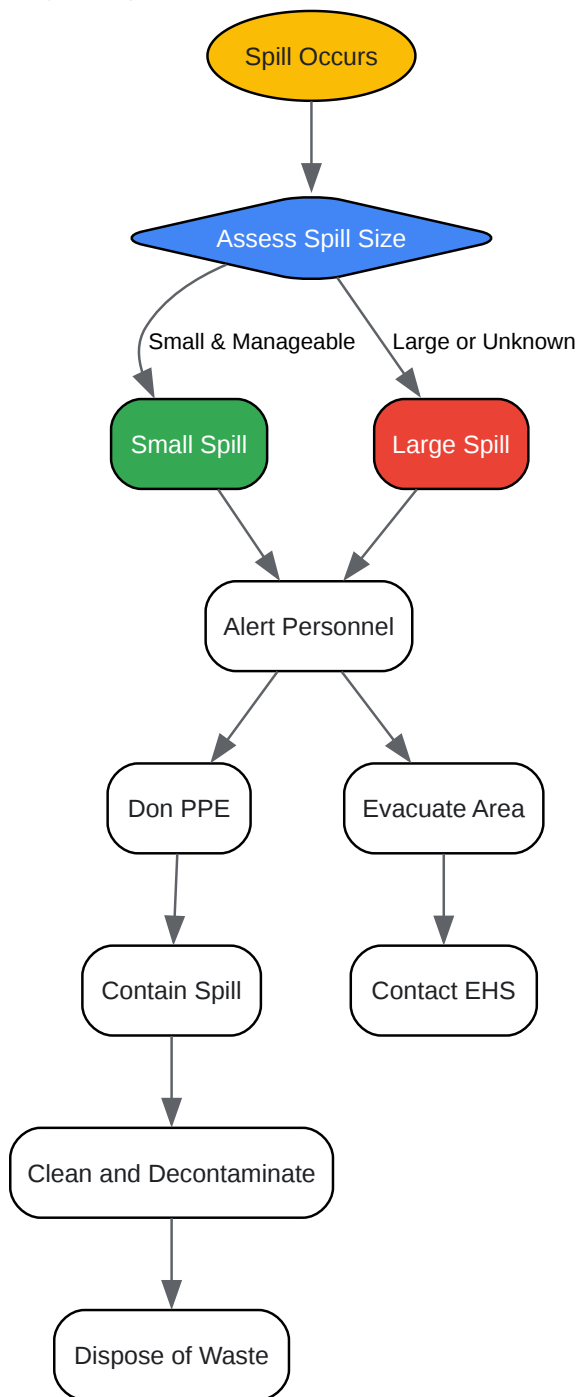 Spill Occurs
Assess Spill Size
Small & Manageable
Large or Unknown
Small Spill
Large Spill
Alert Personnel
Don PPE
Evacuate Area
Contain Spill
Contact EHS
Clean and Decontaminate
Dispose of Waste